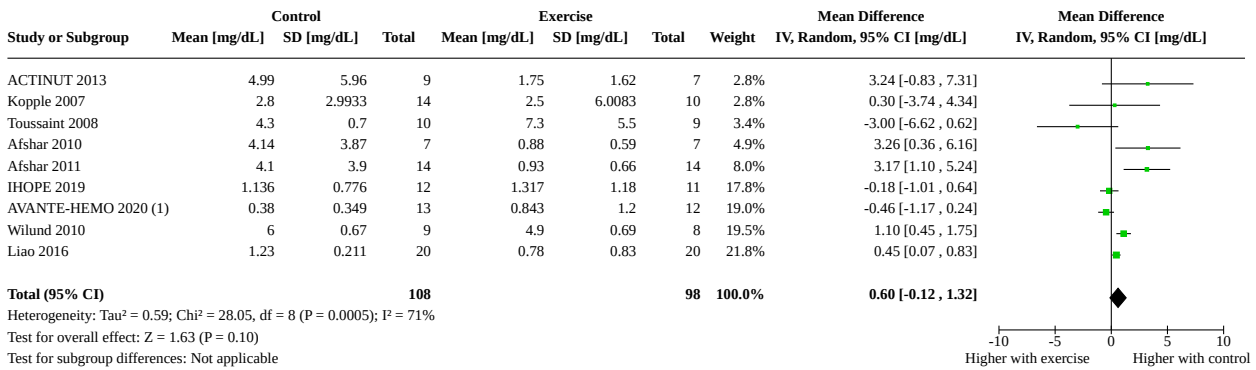 Control Exercise Mean Difference Mean Difference
Study or Subgroup Mean [mg/dL] SD [mg/dL] Total Mean [mg/dL] SD [mg/dL] Total Weight IV, Random, 95% CI [mg/dL] IV, Random, 95% CI [mg/dL]
ACTINUT 2013 4.99 5.96 9 1.75 1.62 7 2.8% 3.24 [-0.83 , 7.31]
Kopple 2007 2.8 2.9933 14 2.5 6.0083 10 2.8% 0.30 [-3.74 , 4.34]
Toussaint 2008 4.3 0.7 10 7.3 5.5 9 3.4% -3.00 [-6.62 , 0.62]
Afshar 2010 4.14 3.87 7 0.88 0.59 7 4.9% 3.26 [0.36 , 6.16]
Afshar 2011 4.1 3.9 14 0.93 0.66 14 8.0% 3.17 [1.10 , 5.24]
IHOPE 2019 1.136 0.776 12 1.317 1.18 11 17.8% -0.18 [-1.01 , 0.64]
AVANTE-HEMO 2020 (1) 0.38 0.349 13 0.843 1.2 12 19.0% -0.46 [-1.17 , 0.24]
Wilund 2010 6 0.67 9 4.9 0.69 8 19.5% 1.10 [0.45 , 1.75]
Liao 2016 1.23 0.211 20 0.78 0.83 20 21.8% 0.45 [0.07 , 0.83]
Total (95% CI) 108 98 100.0% 0.60 [-0.12 , 1.32]
Heterogeneity: Tau² = 0.59; Chi² = 28.05, df = 8 (P = 0.0005); I² = 71%
Test for overall effect: Z = 1.63 (P = 0.10) -10 -5 0 5 10
Test for subgroup differences: Not applicable Higher with exercise Higher with control